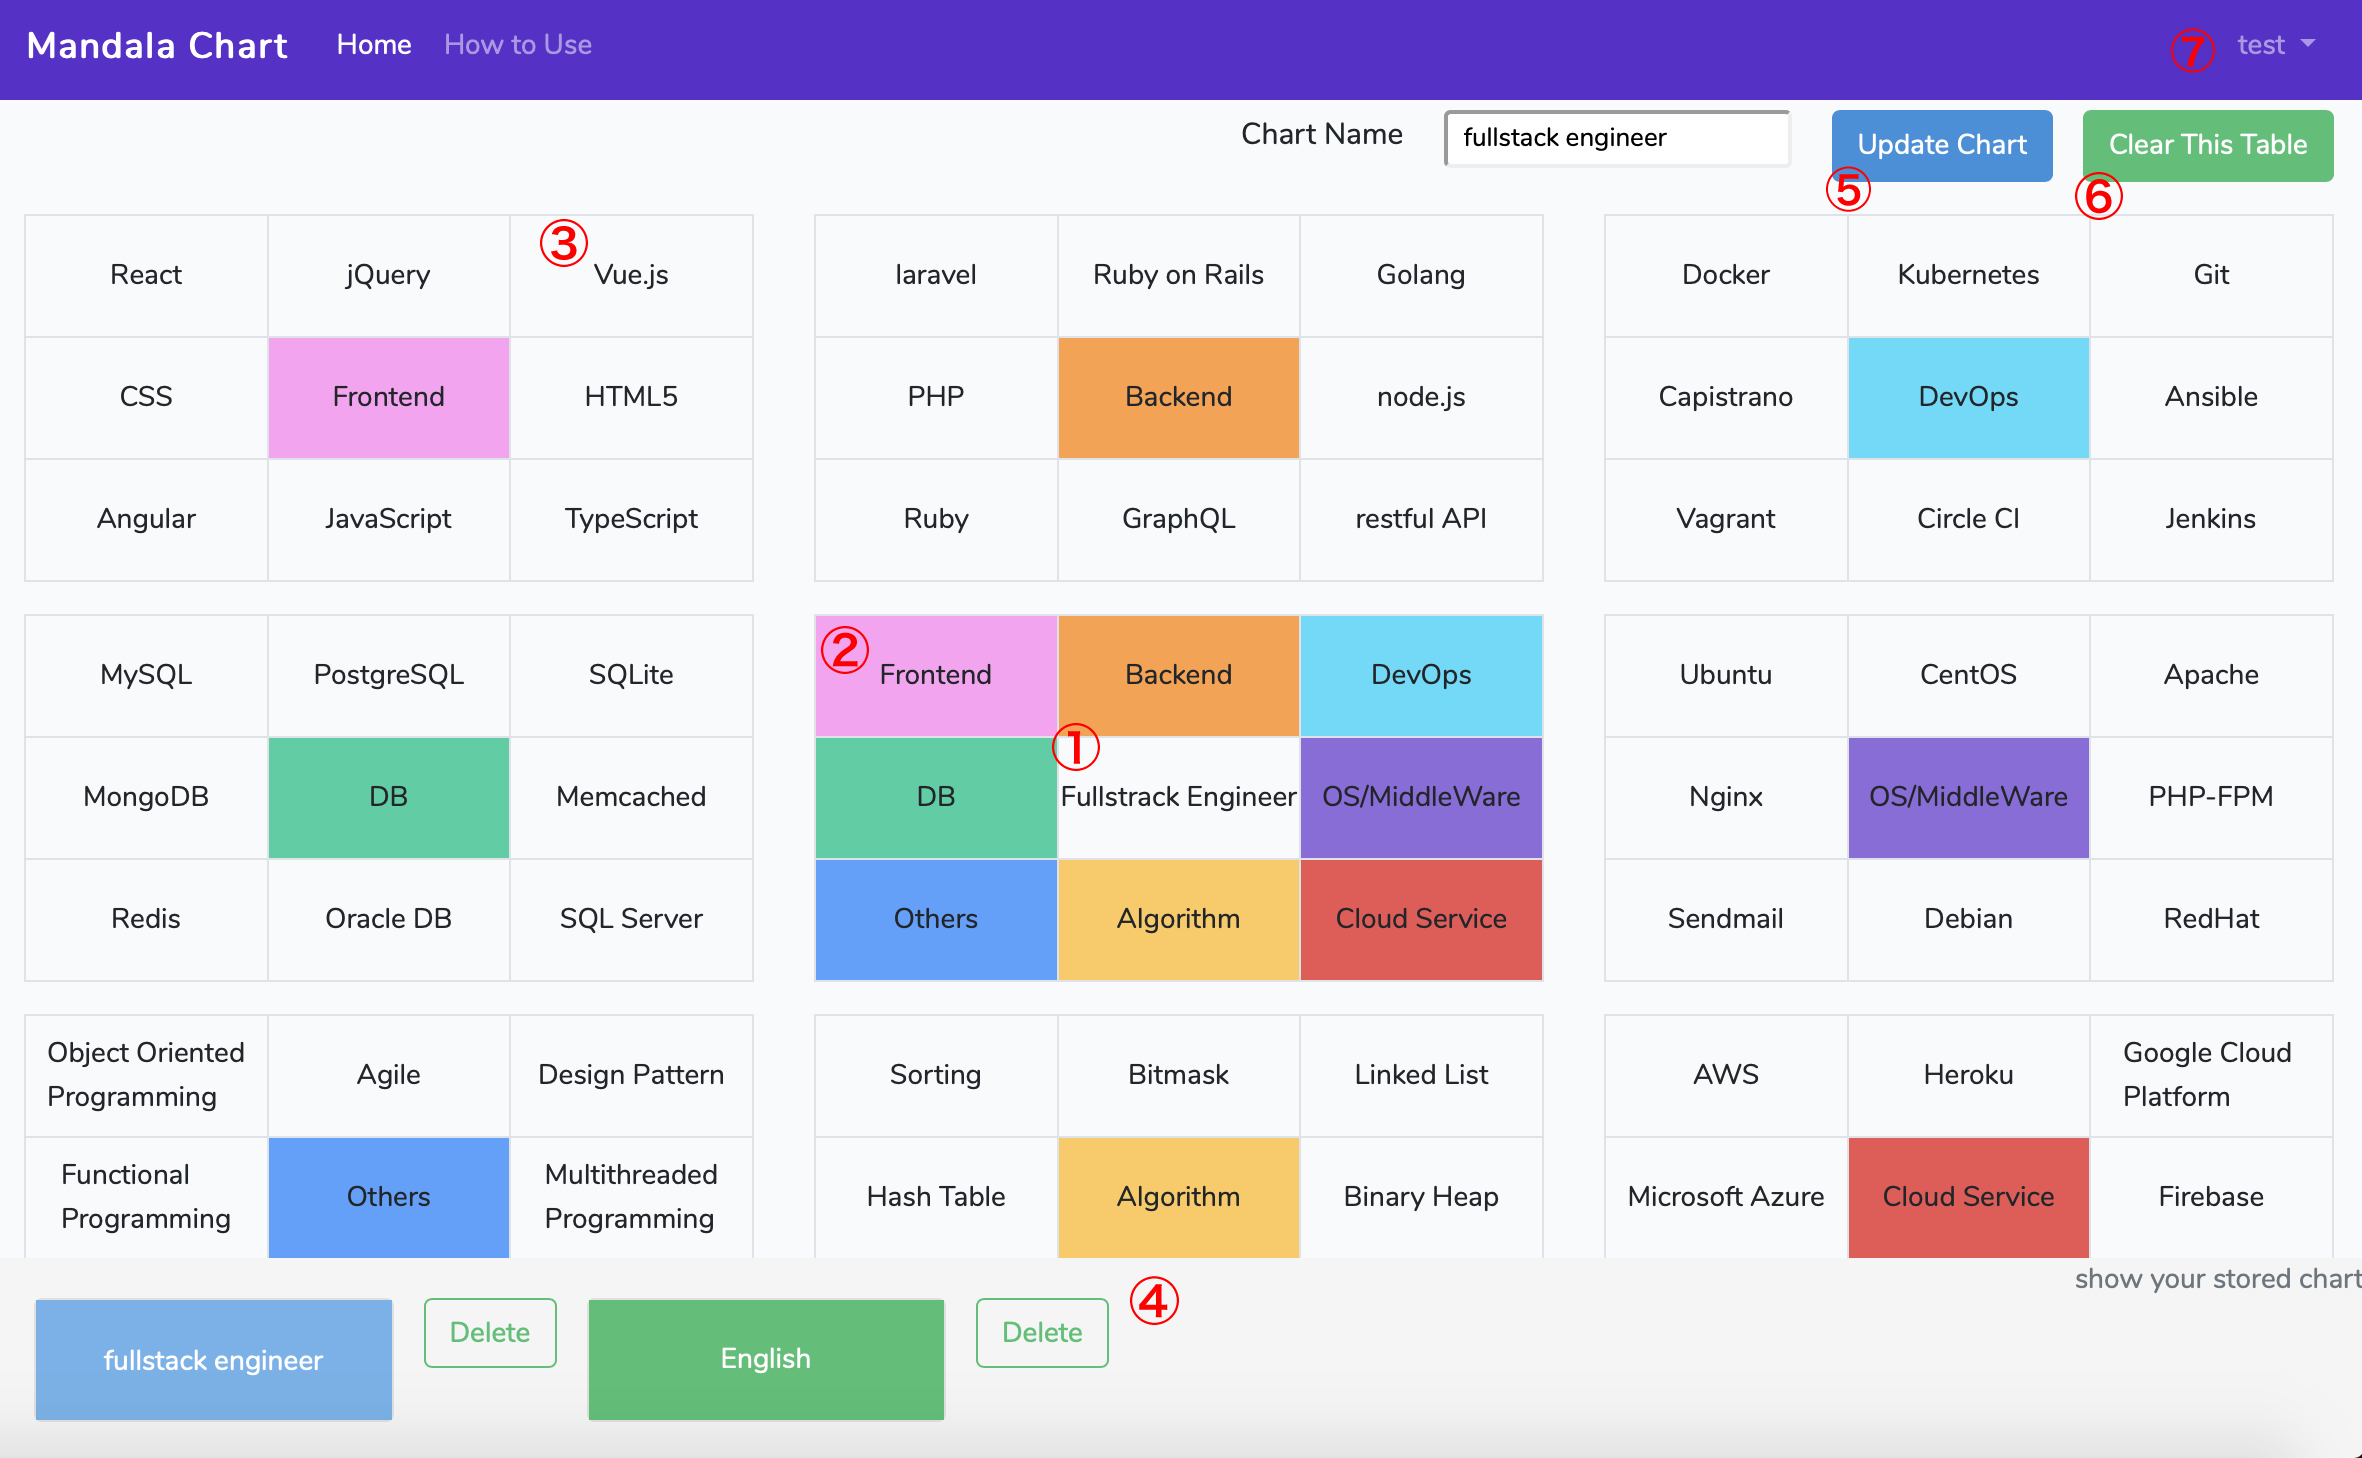 Mandala Chart Home How to Use ⑦ test
Chart Name fullstack engineer Update Chart Clear This Table
⑤ ⑥
③
React jQuery Vue.js
CSS Frontend HTML5
Angular JavaScript TypeScript
laravel Ruby on Rails Golang
PHP Backend node.js
Ruby GraphQL restful API
Docker Kubernetes Git
Capistrano DevOps Ansible
Vagrant Circle CI Jenkins
MySQL PostgreSQL SQLite
MongoDB DB Memcached
Redis Oracle DB SQL Server
②
Frontend Backend DevOps
①
DB Fullstrack Engineer OS/MiddleWare
Others Algorithm Cloud Service
Ubuntu CentOS Apache
Nginx OS/MiddleWare PHP-FPM
Sendmail Debian RedHat
Object Oriented
Programming
Agile
Design Pattern
Functional
Programming
Others
Multithreaded
Programming
Sorting Bitmask Linked List
Hash Table Algorithm Binary Heap
AWS Heroku
Google Cloud
Platform
Microsoft Azure Cloud Service Firebase
show your stored chart
④
fullstack engineer Delete English Delete